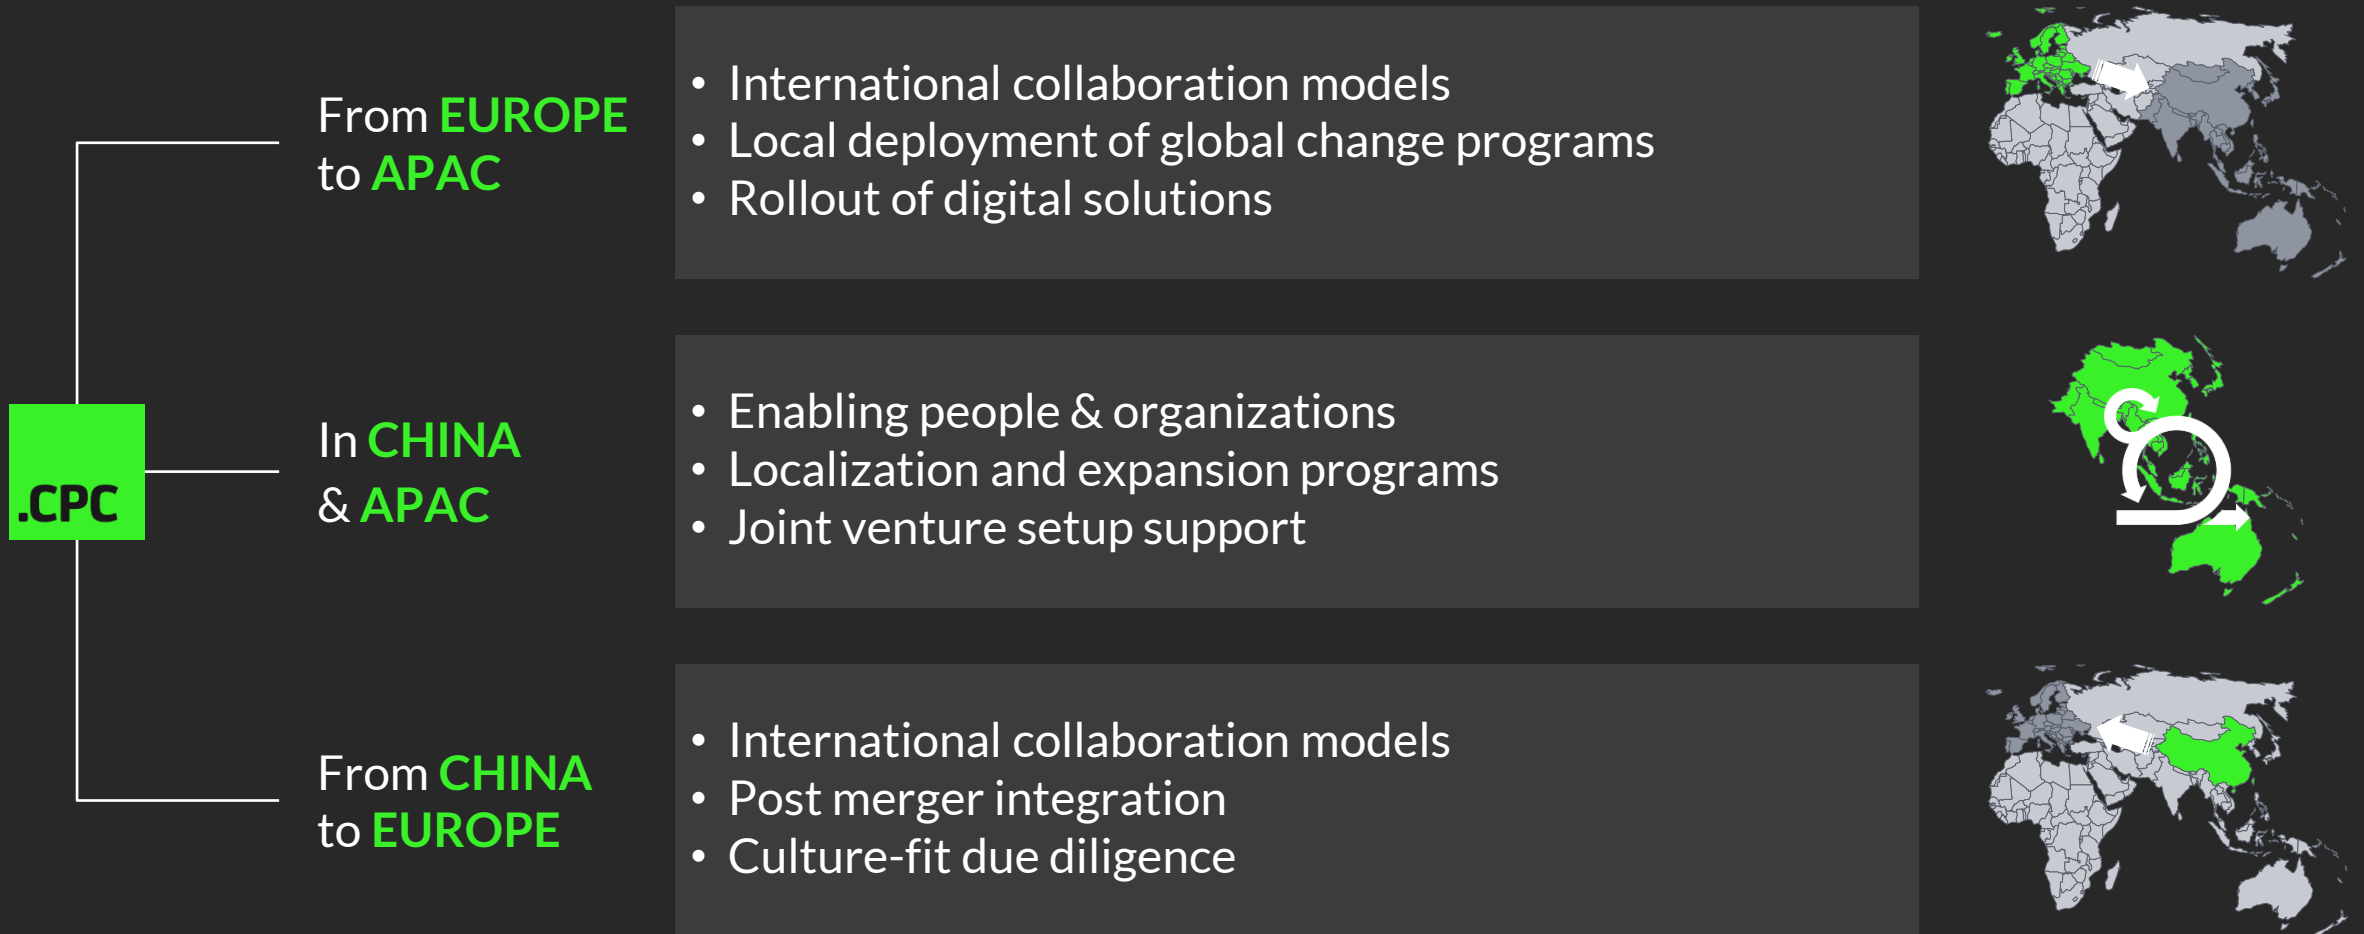 .CPC
From EUROPE
to APAC
• International collaboration models
• Local deployment of global change programs
• Rollout of digital solutions
In CHINA
& APAC
• Enabling people & organizations
• Localization and expansion programs
• Joint venture setup support
From CHINA
to EUROPE
• International collaboration models
• Post merger integration
• Culture-fit due diligence